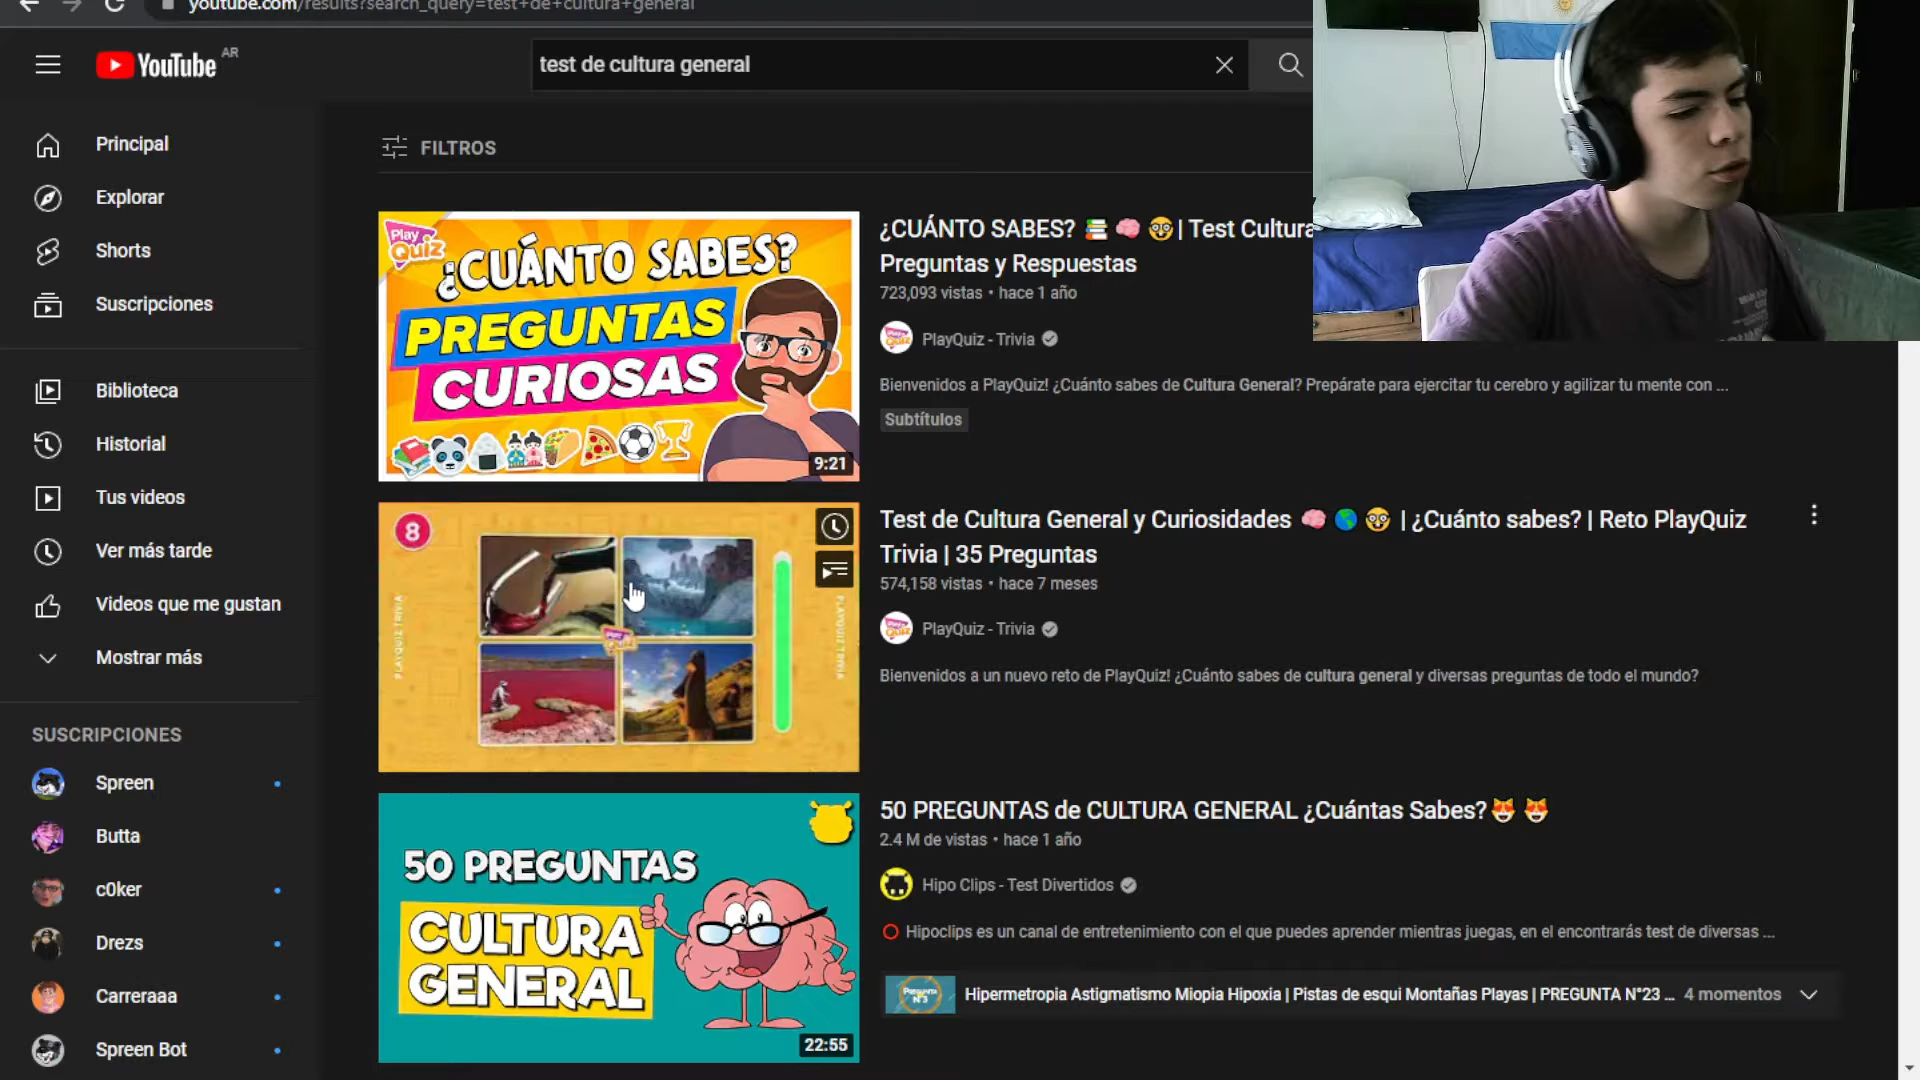 youtube.com/results?search_query=test+de+cultura+general
YouTube AR
test de cultura general
Principal
Explorar
Shorts
Suscripciones
Biblioteca
Historial
Tus videos
Ver más tarde
Videos que me gustan
Mostrar más
SUSCRIPCIONES
Spreen
Butta
c0ker
Drezs
Carreraaa
Spreen Bot
FILTROS
Play Quiz
¿CUÁNTO SABES?
PREGUNTAS
CURIOSAS
9:21
¿CUÁNTO SABES? 📚 🧠 🤓 | Test Cultura
Preguntas y Respuestas
723,093 vistas • hace 1 año
PlayQuiz - Trivia
Bienvenidos a PlayQuiz! ¿Cuánto sabes de Cultura General? Prepárate para ejercitar tu cerebro y agilizar tu mente con ...
Subtítulos
8
PLAYQUIZ TRIVIA
PLAYQUIZ TRIVIA
Test de Cultura General y Curiosidades 🧠 🌎 🤓 | ¿Cuánto sabes? | Reto PlayQuiz
Trivia | 35 Preguntas
574,158 vistas • hace 7 meses
PlayQuiz - Trivia
Bienvenidos a un nuevo reto de PlayQuiz! ¿Cuánto sabes de cultura general y diversas preguntas de todo el mundo?
50 PREGUNTAS
CULTURA
GENERAL
22:55
50 PREGUNTAS de CULTURA GENERAL ¿Cuántas Sabes?😻 😻
2.4 M de vistas • hace 1 año
Hipo Clips - Test Divertidos
⭕ Hipoclips es un canal de entretenimiento con el que puedes aprender mientras juegas, en el encontrarás test de diversas ...
PREGUNTA
N°3
Hipermetropia Astigmatismo Miopia Hipoxia | Pistas de esqui Montañas Playas | PREGUNTA N°23 ... 4 momentos